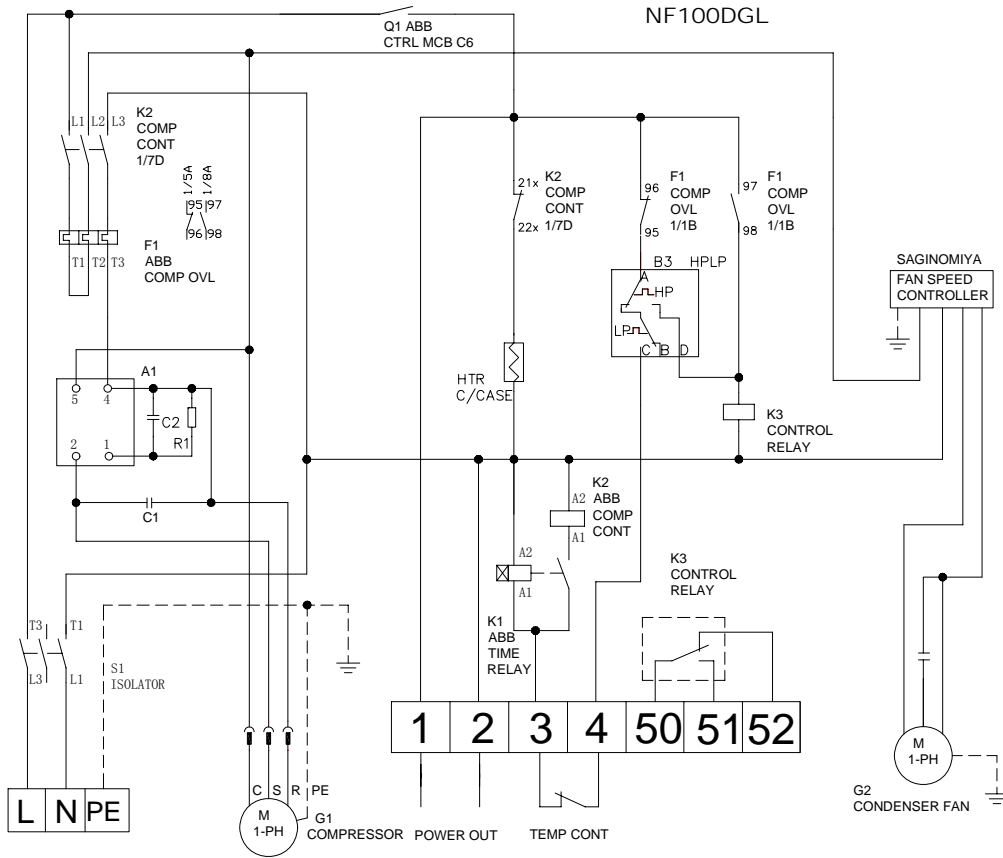 NF100DGL
Q1 ABB
CTRL MCB C6
L1 L2 L3
K2
COMP
CONT
1/7D
1/5A
1/8A
95 97
96 98
T1 T2 T3
F1
ABB
COMP OVL
21x
22x
K2
COMP
CONT
1/7D
96
95
F1
COMP
OVL
1/1B
97
98
F1
COMP
OVL
1/1B
B3 HPLP
A
HP
LP
C B D
SAGINOMIYA
FAN SPEED
CONTROLLER
HTR
C/CASE
K3
CONTROL
RELAY
A1
5 4
2 1
C2
R1
C1
A2
A1
K2
ABB
COMP
CONT
A2
A1
K1
ABB
TIME
RELAY
K3
CONTROL
RELAY
T3 T1
L3 L1
S1
ISOLATOR
1 2 3 4 50 51 52
L N PE
C S R PE
M
1-PH
G1
COMPRESSOR
POWER OUT
TEMP CONT
M
1-PH
G2
CONDENSER FAN